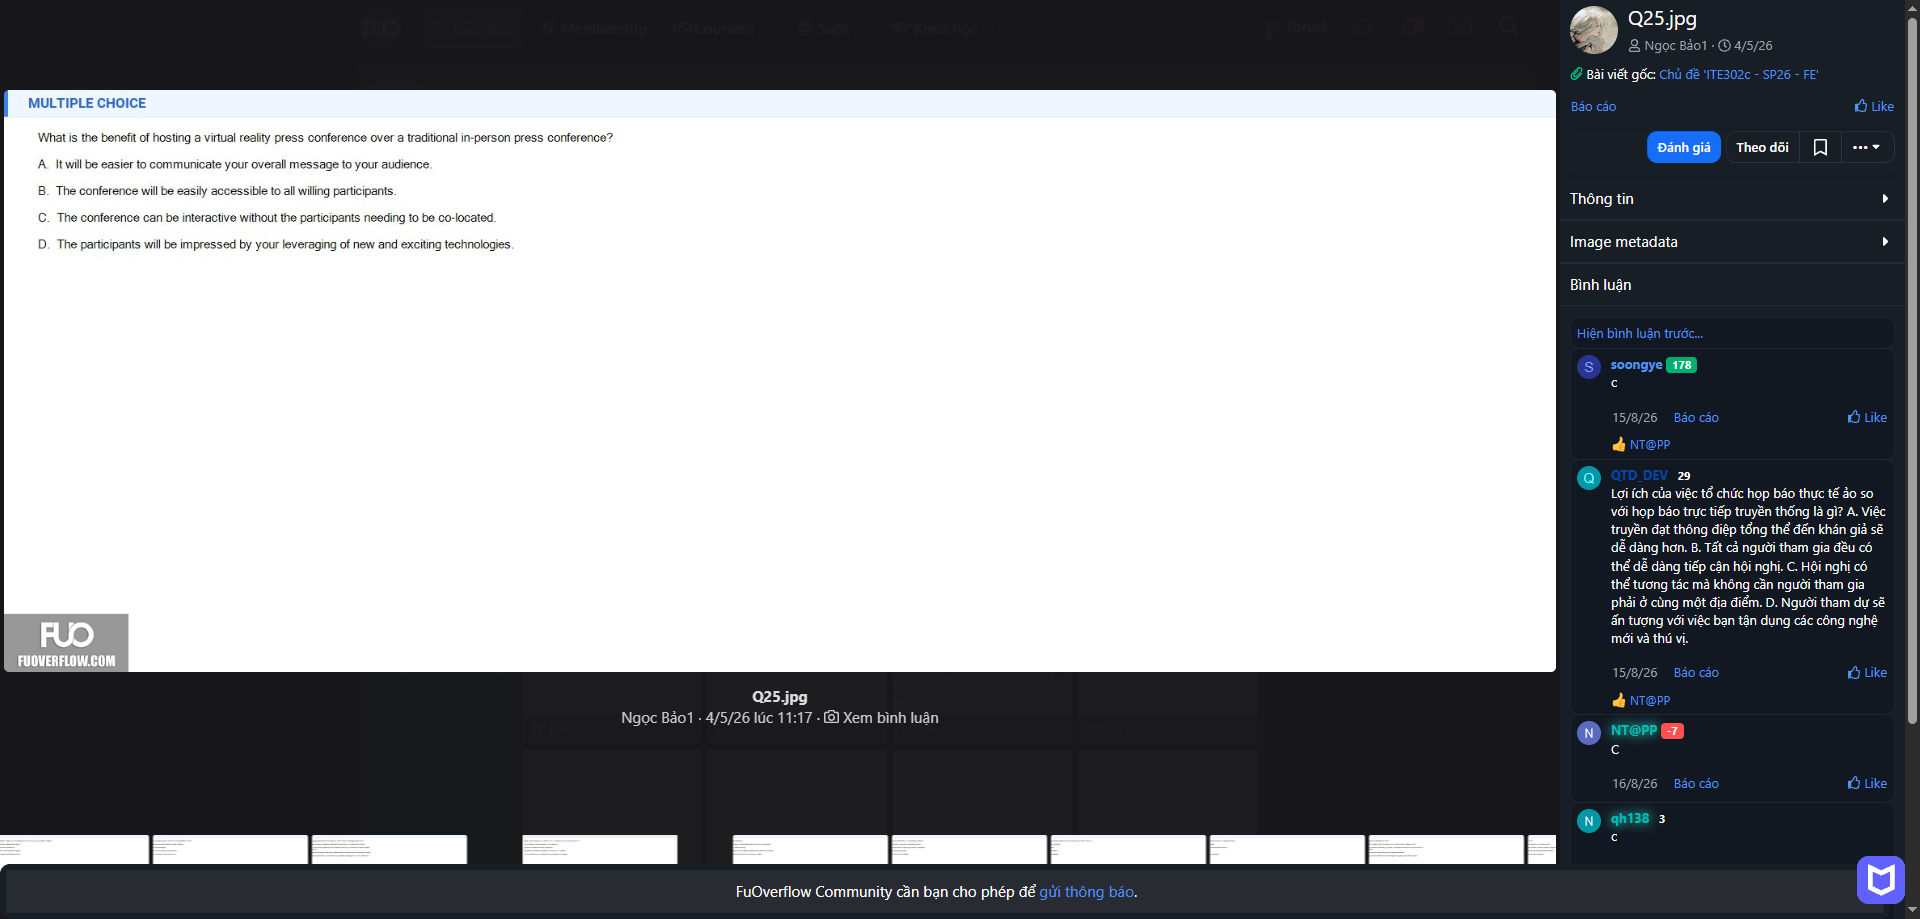 FUO
Membership
Coursera
Khoá học
Torest
MULTIPLE CHOICE
What is the benefit of hosting a virtual reality press conference over a traditional in-person press conference?
A. It will be easier to communicate your overall message to your audience.
B. The conference will be easily accessible to all willing participants.
C. The conference can be interactive without the participants needing to be co-located.
D. The participants will be impressed by your leveraging of new and exciting technologies.
FUO
FUOVERFLOW.COM
Q25.jpg
Ngọc Bảo1 · 4/5/26 lúc 11:17 · Xem bình luận
FuOverflow Community cần bạn cho phép để gửi thông báo.
Q25.jpg
Ngọc Bảo1 · 4/5/26
Bài viết gốc: Chủ đề 'ITE302c - SP26 - FE'
Báo cáo Like
Đánh giá Theo dõi
Thông tin
Image metadata
Bình luận
Hiện bình luận trước...
S soongye 178
c
15/8/26 Báo cáo Like
NT@PP
Q QTD_DEV 29
Lợi ích của việc tổ chức họp báo thực tế ảo so
với họp báo trực tiếp truyền thống là gì? A. Việc
truyền đạt thông điệp tổng thể đến khán giả sẽ
dễ dàng hơn. B. Tất cả người tham gia đều có
thể dễ dàng tiếp cận hội nghị. C. Hội nghị có
thể tương tác mà không cần người tham gia
phải ở cùng một địa điểm. D. Người tham dự sẽ
ấn tượng với việc bạn tận dụng các công nghệ
mới và thú vị.
15/8/26 Báo cáo Like
NT@PP
N NT@PP -7
C
16/8/26 Báo cáo Like
N qh138 3
c